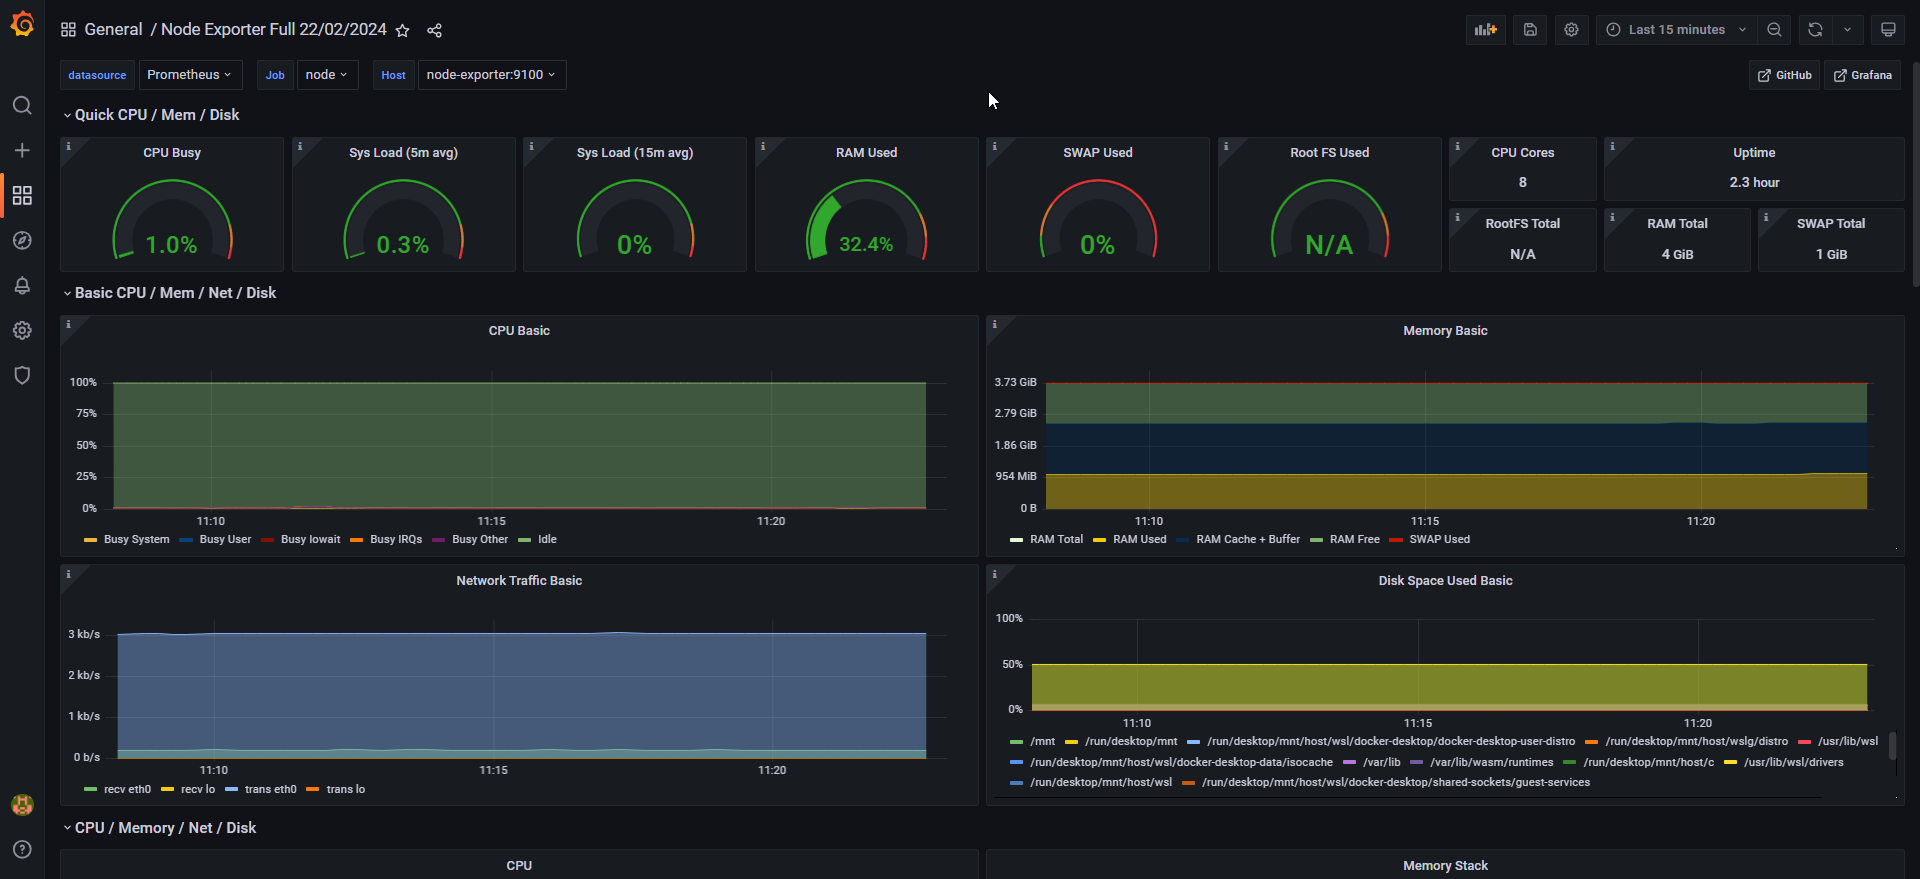 General / Node Exporter Full 22/02/2024
Last 15 minutes
datasource Prometheus Job node Host node-exporter:9100 GitHub Grafana
Quick CPU / Mem / Disk
CPU Busy
1.0%
Sys Load (5m avg)
0.3%
Sys Load (15m avg)
0%
RAM Used
32.4%
SWAP Used
0%
Root FS Used
N/A
CPU Cores
8
Uptime
2.3 hour
RootFS Total
N/A
RAM Total
4 GiB
SWAP Total
1 GiB
Basic CPU / Mem / Net / Disk
CPU Basic
100%
75%
50%
25%
0%
11:10 11:15 11:20
Busy System Busy User Busy Iowait Busy IRQs Busy Other Idle
Memory Basic
3.73 GiB
2.79 GiB
1.86 GiB
954 MiB
0 B
11:10 11:15 11:20
RAM Total RAM Used RAM Cache + Buffer RAM Free SWAP Used
Network Traffic Basic
3 kb/s
2 kb/s
1 kb/s
0 b/s
11:10 11:15 11:20
recv eth0 recv lo trans eth0 trans lo
Disk Space Used Basic
100%
50%
0%
11:10 11:15 11:20
/mnt /run/desktop/mnt /run/desktop/mnt/host/wsl/docker-desktop/docker-desktop-user-distro /run/desktop/mnt/host/wslg/distro /usr/lib/wsl
/run/desktop/mnt/host/wsl/docker-desktop-data/isocache /var/lib /var/lib/wasm/runtimes /run/desktop/mnt/host/c /usr/lib/wsl/drivers
/run/desktop/mnt/host/wsl /run/desktop/mnt/host/wsl/docker-desktop/shared-sockets/guest-services
CPU / Memory / Net / Disk
CPU
Memory Stack